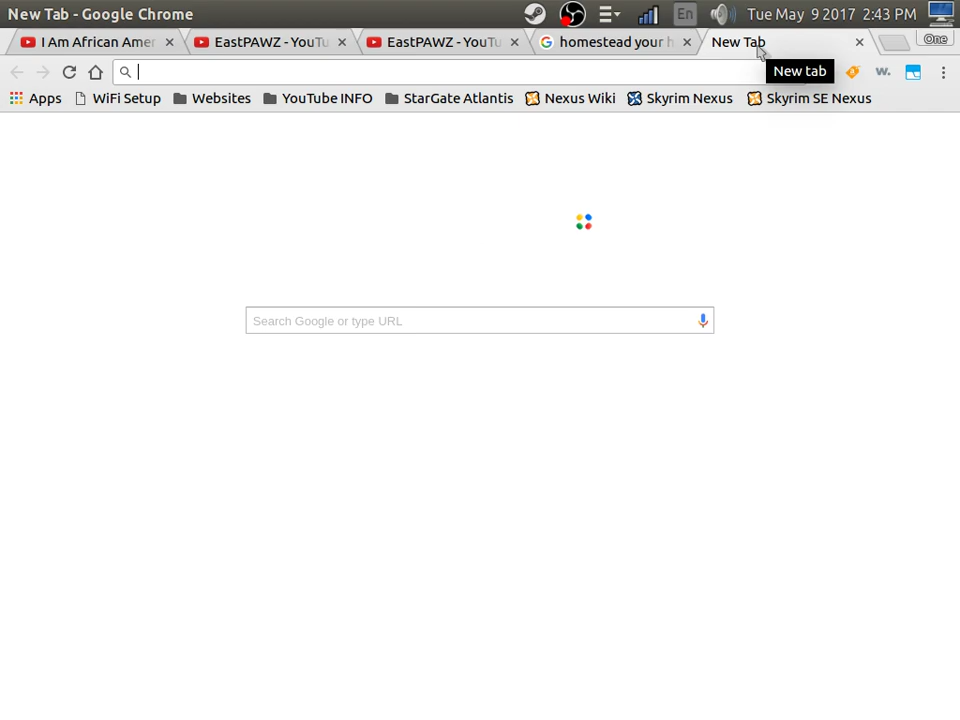 New Tab - Google Chrome
En
Tue May 9 2017 2:43 PM
I Am African Amer
EastPAWZ - YouTu
EastPAWZ - YouTu
homestead your h
New Tab
One
New tab
w.
Apps
WiFi Setup
Websites
YouTube INFO
StarGate Atlantis
Nexus Wiki
Skyrim Nexus
Skyrim SE Nexus
Search Google or type URL